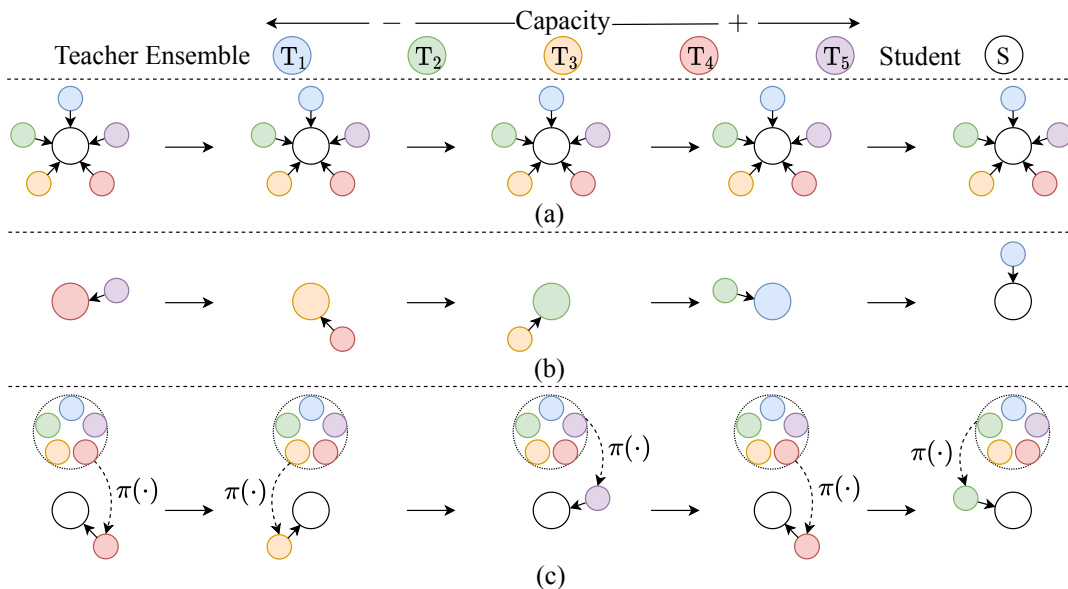 − Capacity +
Teacher Ensemble T₁ T₂ T₃ T₄ T₅ Student S
(a)
(b)
π(·) π(·) π(·) π(·) π(·)
(c)